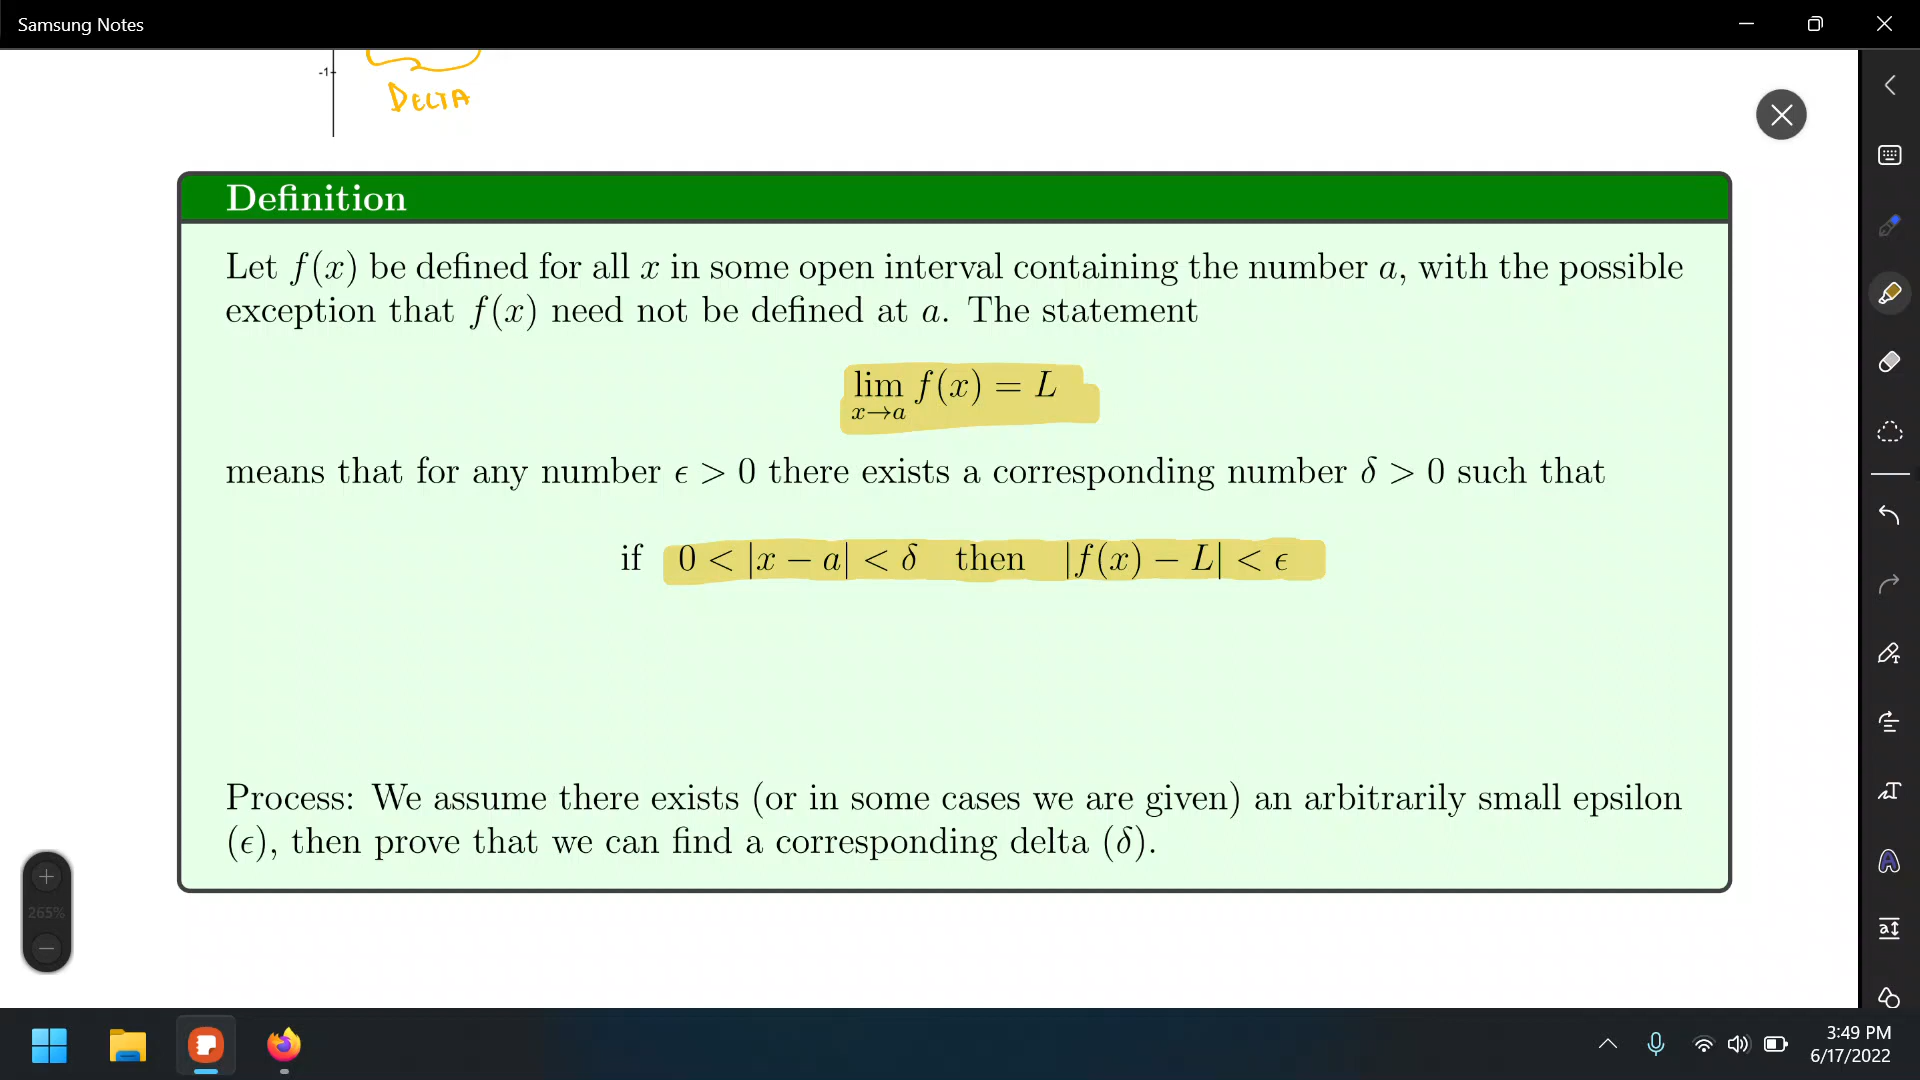 Samsung Notes
-1
DELTA
Definition
Let f(x) be defined for all x in some open interval containing the number a, with the possible
exception that f(x) need not be defined at a. The statement
lim f(x) = L
x→a
means that for any number ϵ > 0 there exists a corresponding number δ > 0 such that
if 0 < |x − a| < δ then |f(x) − L| < ϵ
Process: We assume there exists (or in some cases we are given) an arbitrarily small epsilon
(ϵ), then prove that we can find a corresponding delta (δ).
265%
3:49 PM
6/17/2022